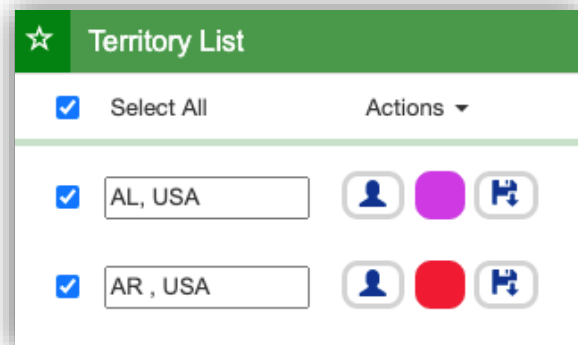 Territory List
Select All Actions
AL, USA
AR , USA